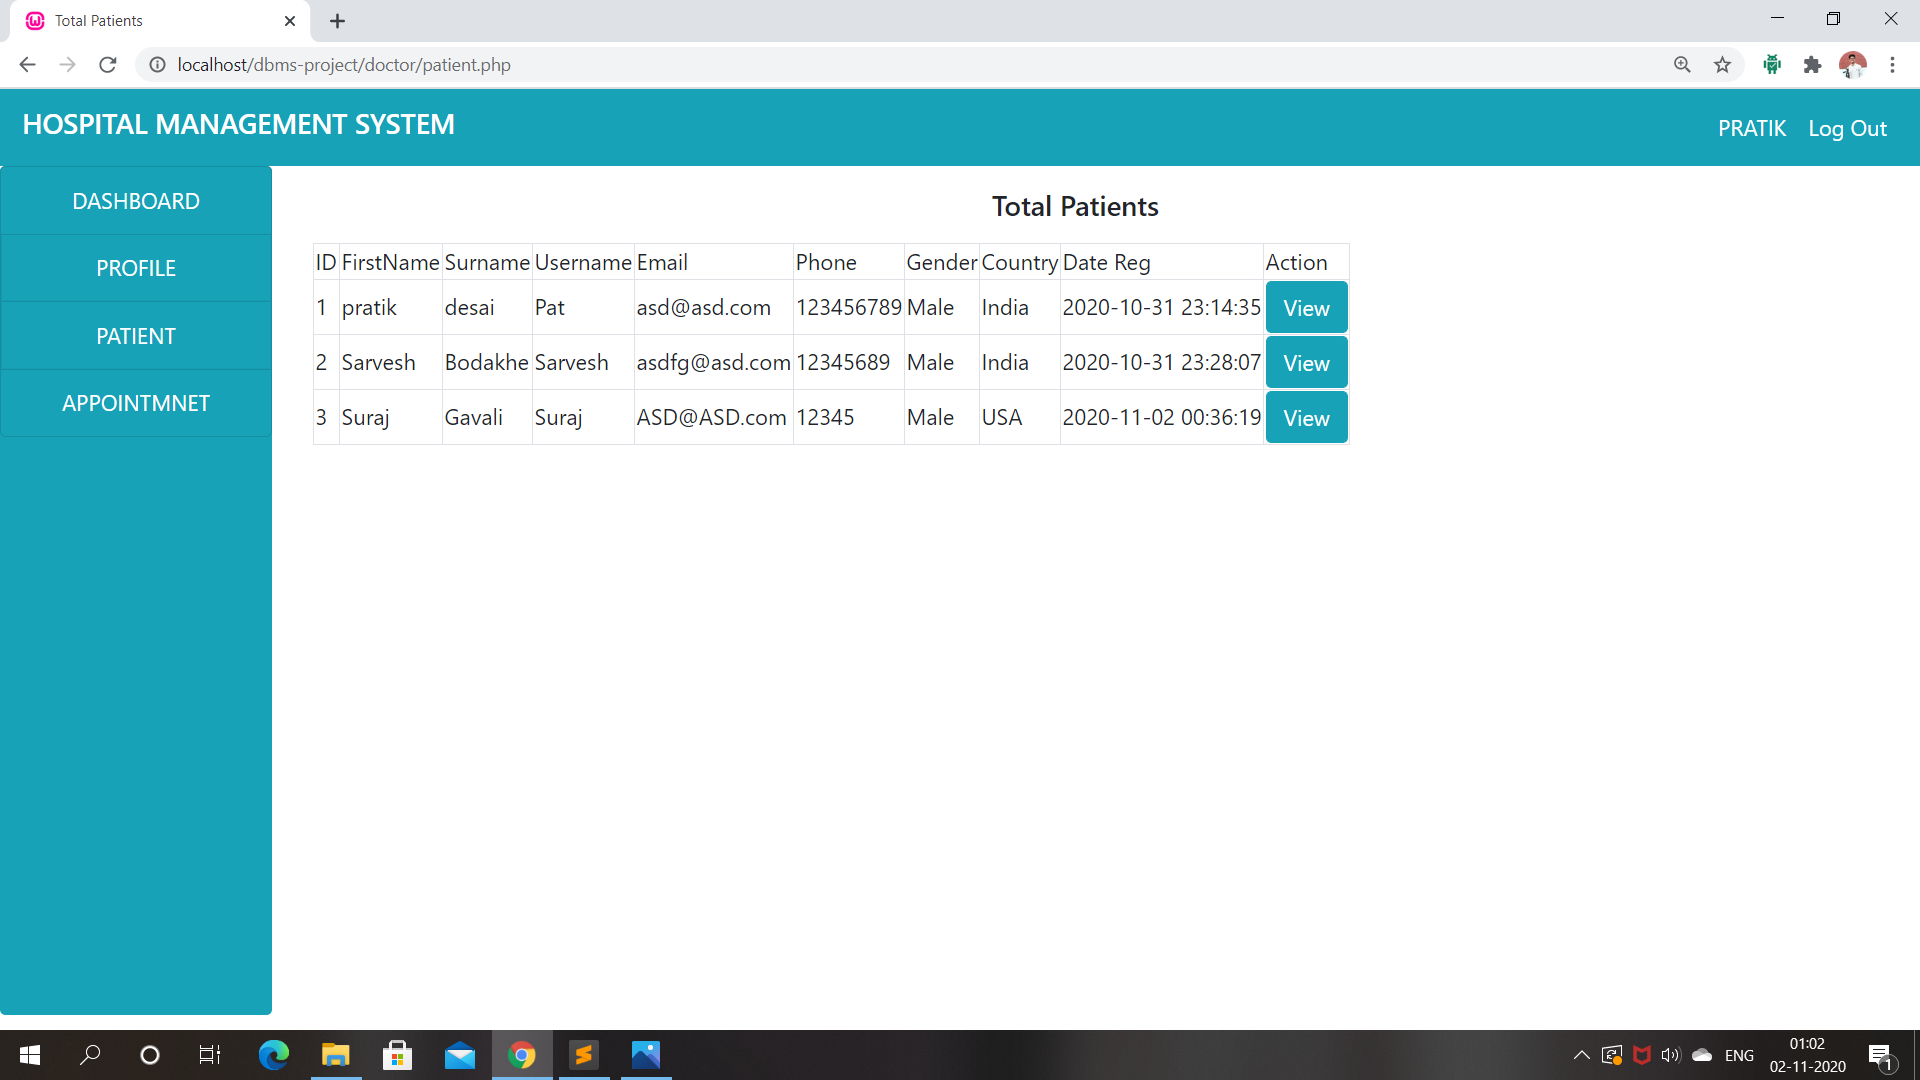 Total Patients
localhost/dbms-project/doctor/patient.php
HOSPITAL MANAGEMENT SYSTEM
PRATIK Log Out
DASHBOARD
PROFILE
PATIENT
APPOINTMNET
Total Patients
ID FirstName Surname Username Email Phone Gender Country Date Reg Action
1 pratik desai Pat asd@asd.com 123456789 Male India 2020-10-31 23:14:35 View
2 Sarvesh Bodakhe Sarvesh asdfg@asd.com 12345689 Male India 2020-10-31 23:28:07 View
3 Suraj Gavali Suraj ASD@ASD.com 12345 Male USA 2020-11-02 00:36:19 View
ENG
01:02
02-11-2020
1